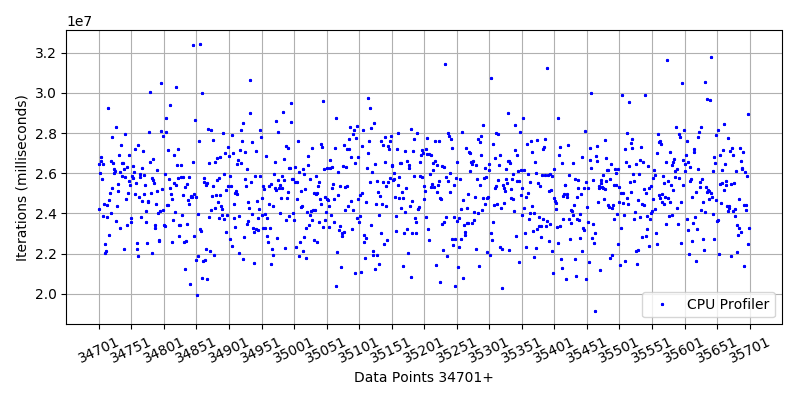 1e7
3.2
3.0
2.8
2.6
2.4
2.2
2.0
Iterations (milliseconds)
CPU Profiler
34701 34751 34801 34851 34901 34951 35001 35051 35101 35151 35201 35251 35301 35351 35401 35451 35501 35551 35601 35651 35701
Data Points 34701+